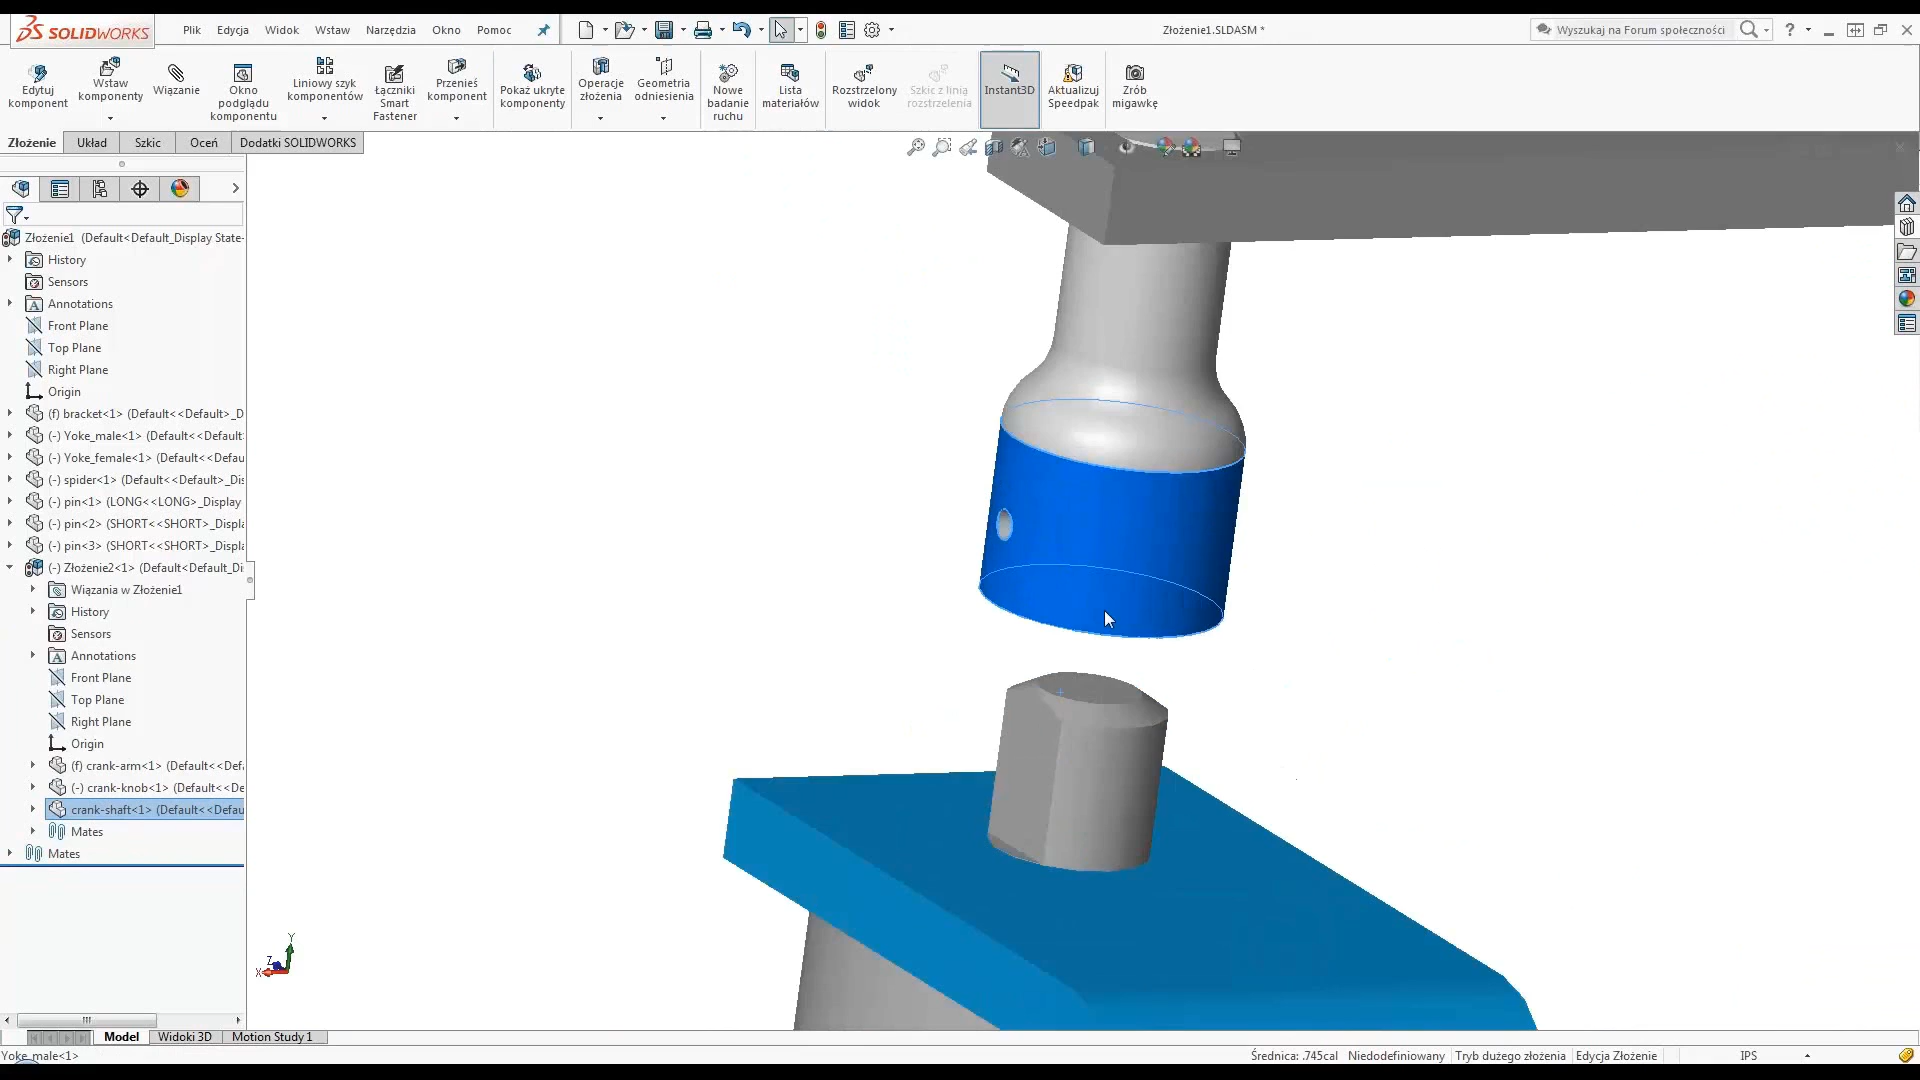 SOLIDWORKS
Plik Edycja Widok Wstaw Narzędzia Okno Pomoc
Złożenie1.SLDASM *
Wyszukaj na Forum społeczności
Edytuj komponent
Wstaw komponenty
Wiązanie
Okno podglądu komponentu
Liniowy szyk komponentów
Łączniki Smart Fastener
Przenieś komponent
Pokaż ukryte komponenty
Operacje złożenia
Geometria odniesienia
Nowe badanie ruchu
Lista materiałów
Rozstrzelony widok
Szkic z linią rozstrzelenia
Instant3D
Aktualizuj Speedpak
Zrób migawkę
Złożenie Układ Szkic Oceń Dodatki SOLIDWORKS
Złożenie1 (Default<Default_Display State-
History
Sensors
Annotations
Front Plane
Top Plane
Right Plane
Origin
(f) bracket<1> (Default<<Default>_D
(-) Yoke_male<1> (Default<<Default
(-) Yoke_female<1> (Default<<Defau
(-) spider<1> (Default<<Default>_Dis
(-) pin<1> (LONG<<LONG>_Display
(-) pin<2> (SHORT<<SHORT>_Displa
(-) pin<3> (SHORT<<SHORT>_Displa
(-) Złożenie2<1> (Default<Default_Di
Wiązania w Złożenie1
History
Sensors
Annotations
Front Plane
Top Plane
Right Plane
Origin
(f) crank-arm<1> (Default<<Def
(-) crank-knob<1> (Default<<De
crank-shaft<1> (Default<<Defau
Mates
Mates
Y
Z
X
Model Widoki 3D Motion Study 1
Yoke_male<1>
Średnica: .745cal Niedodefiniowany Tryb dużego złożenia Edycja Złożenie IPS